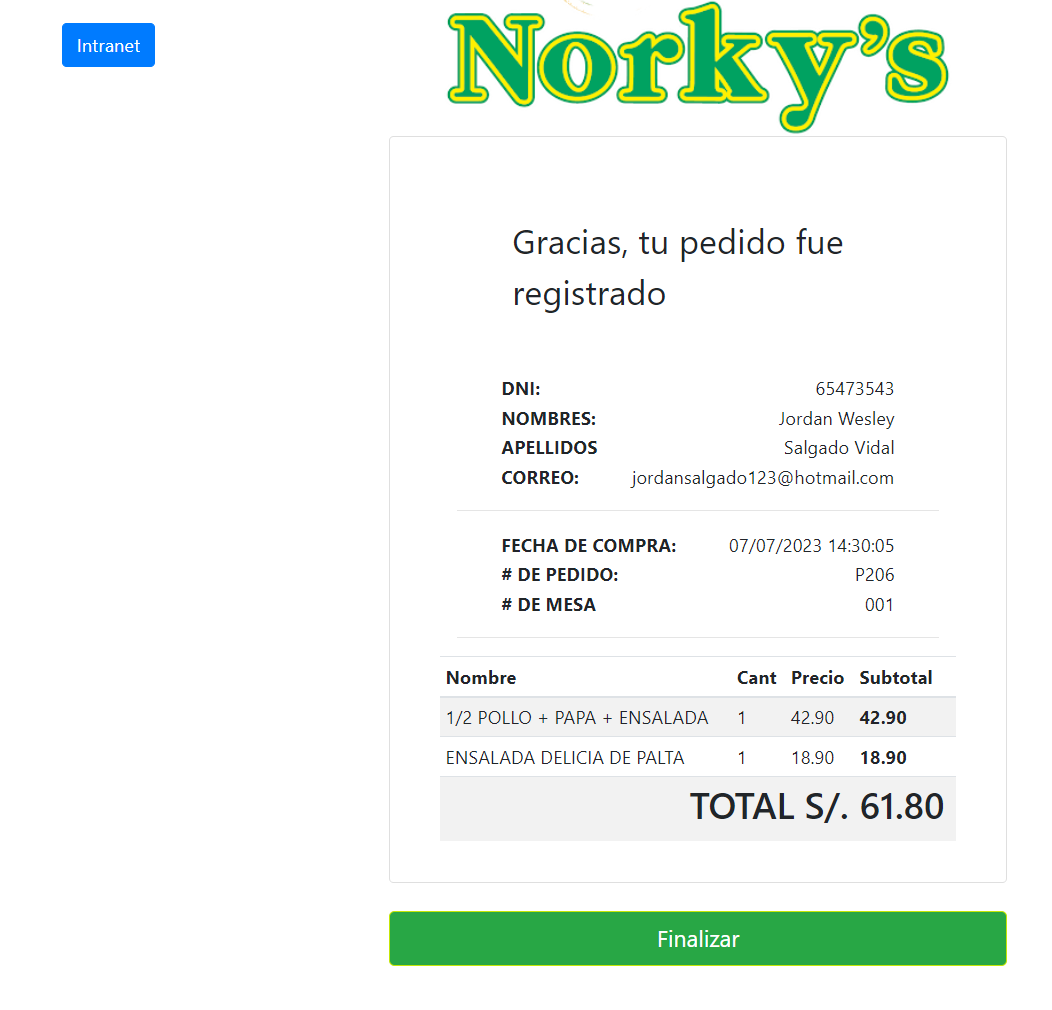 Intranet
Norky's
Gracias, tu pedido fue
registrado
DNI: 65473543
NOMBRES: Jordan Wesley
APELLIDOS Salgado Vidal
CORREO: jordansalgado123@hotmail.com
FECHA DE COMPRA: 07/07/2023 14:30:05
# DE PEDIDO: P206
# DE MESA 001
Nombre Cant Precio Subtotal
1/2 POLLO + PAPA + ENSALADA 1 42.90 42.90
ENSALADA DELICIA DE PALTA 1 18.90 18.90
TOTAL S/. 61.80
Finalizar